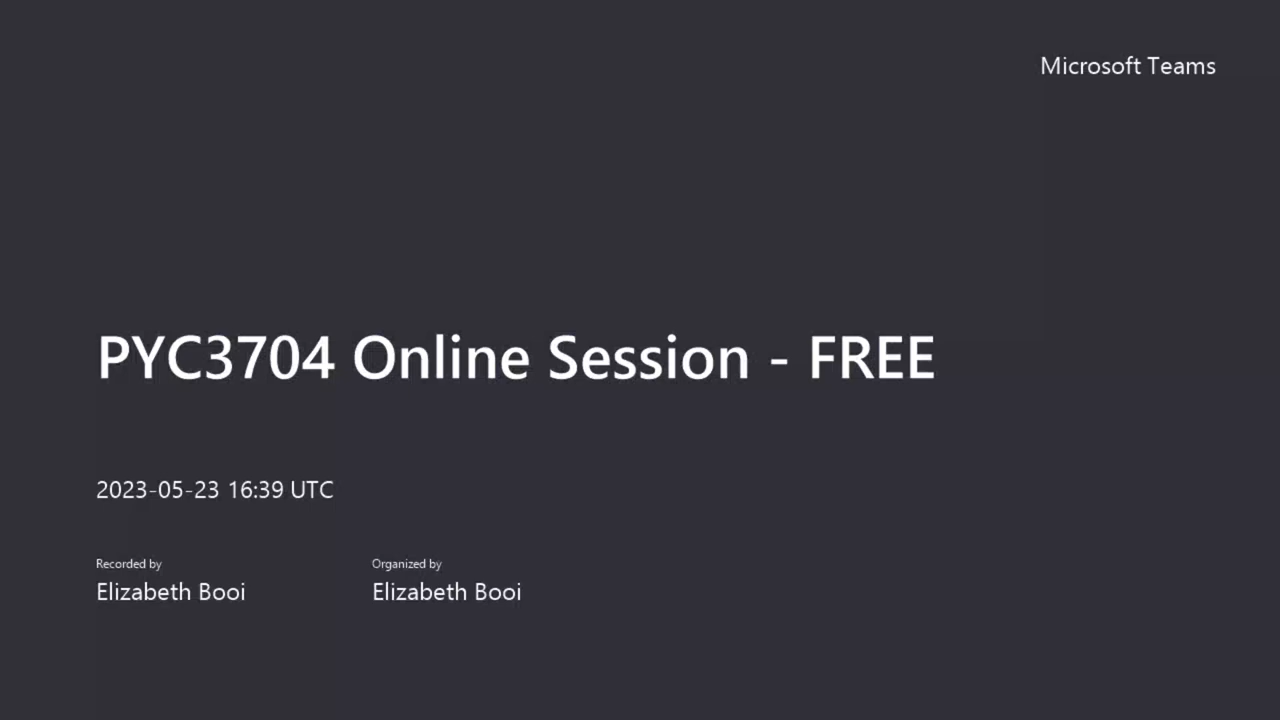 Microsoft Teams
PYC3704 Online Session - FREE
2023-05-23 16:39 UTC
Recorded by
Organized by
Elizabeth Booi
Elizabeth Booi